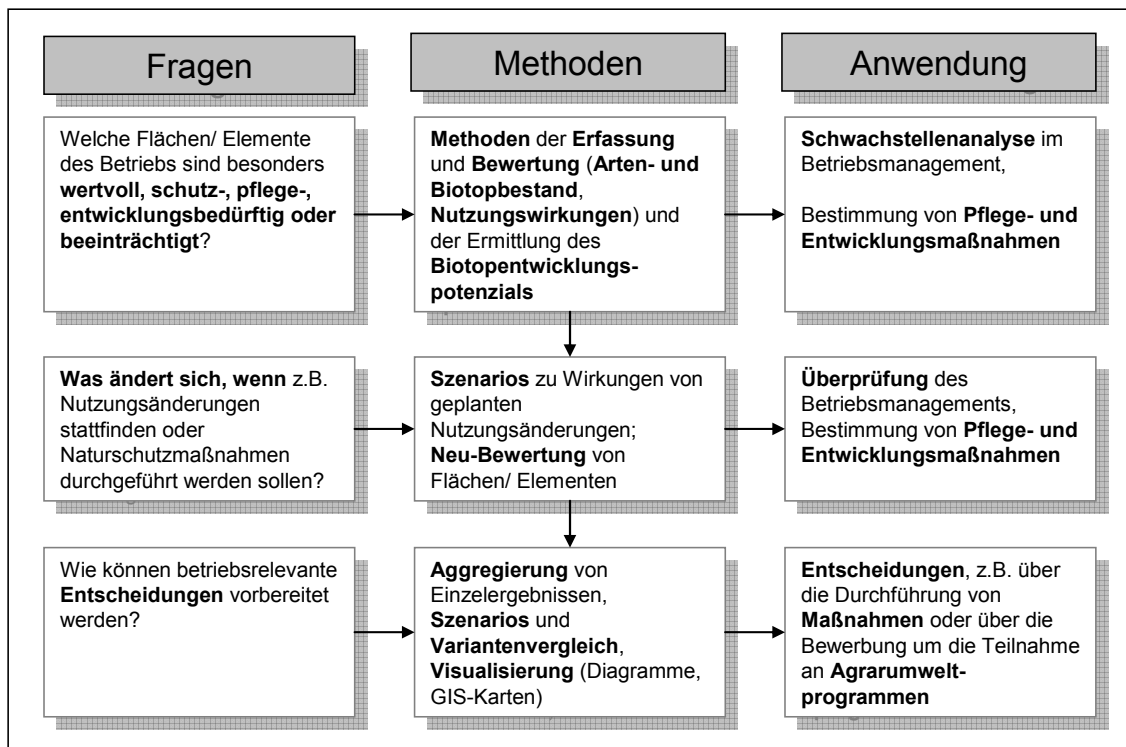 Fragen
Methoden
Anwendung
Welche Flächen/ Elemente
des Betriebs sind besonders
wertvoll, schutz-, pflege-,
entwicklungsbedürftig oder
beeinträchtigt?
Methoden der Erfassung
und Bewertung (Arten- und
Biotopbestand,
Nutzungswirkungen) und
der Ermittlung des
Biotopentwicklungs-
potenzials
Schwachstellenanalyse im
Betriebsmanagement,
Bestimmung von Pflege- und
Entwicklungsmaßnahmen
Was ändert sich, wenn z.B.
Nutzungsänderungen
stattfinden oder
Naturschutzmaßnahmen
durchgeführt werden sollen?
Szenarios zu Wirkungen von
geplanten
Nutzungsänderungen;
Neu-Bewertung von
Flächen/ Elementen
Überprüfung des
Betriebsmanagements,
Bestimmung von Pflege- und
Entwicklungsmaßnahmen
Wie können betriebsrelevante
Entscheidungen vorbereitet
werden?
Aggregierung von
Einzelergebnissen,
Szenarios und
Variantenvergleich,
Visualisierung (Diagramme,
GIS-Karten)
Entscheidungen, z.B. über
die Durchführung von
Maßnahmen oder über die
Bewerbung um die Teilnahme
an Agrarumwelt-
programmen